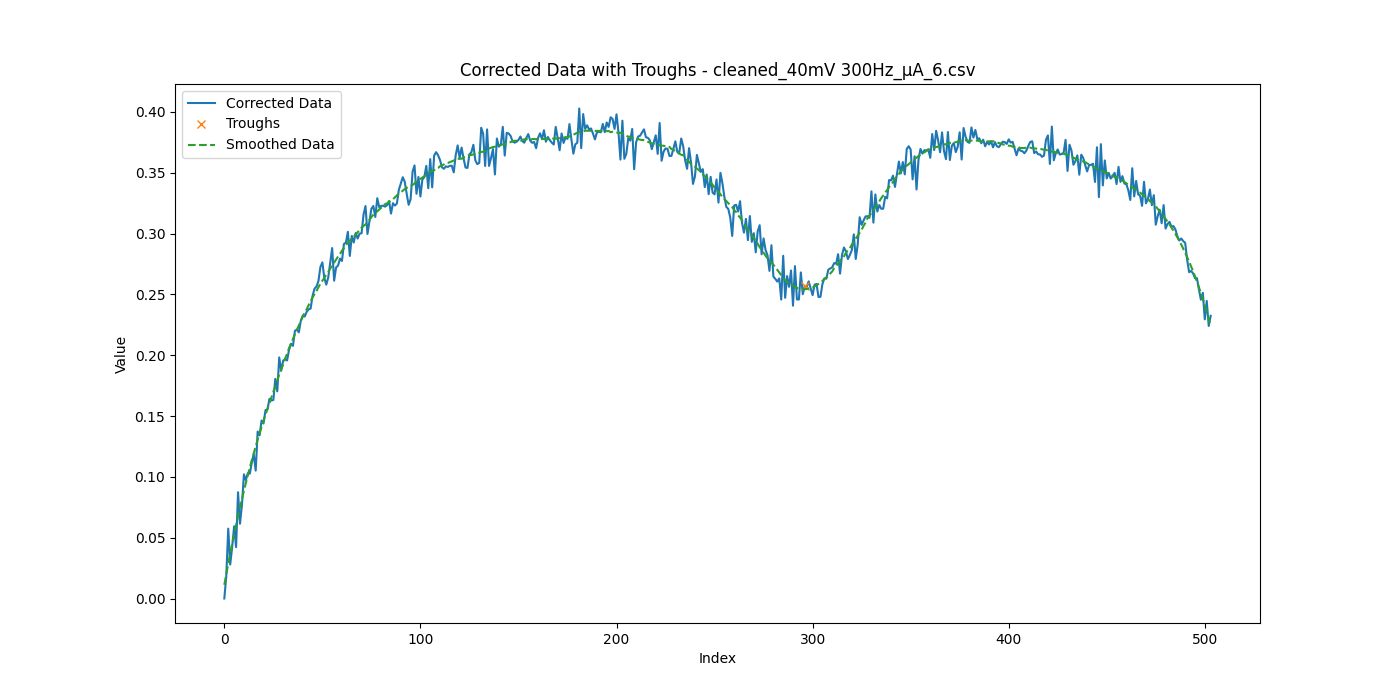 Corrected Data with Troughs - cleaned_40mV 300Hz_μA_6.csv
Corrected Data
Troughs
Smoothed Data
0.40
0.35
0.30
0.25
0.20
0.15
0.10
0.05
0.00
Value
0 100 200 300 400 500
Index